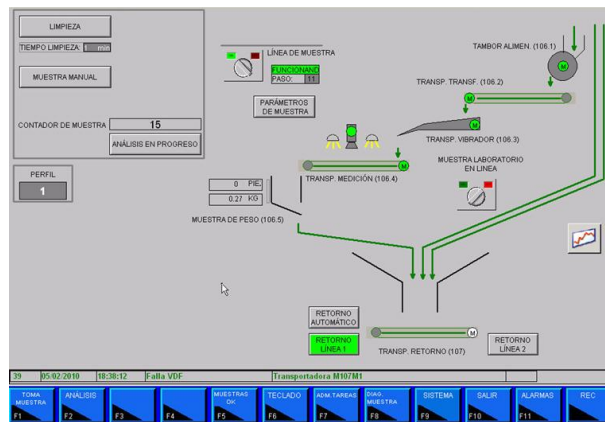 LIMPIEZA
TIEMPO LIMPIEZA: 1 min
MUESTRA MANUAL
CONTADOR DE MUESTRA 15
ANÁLISIS EN PROGRESO
PERFIL
1
LÍNEA DE MUESTRA
FUNCIONAND
PASO: 11
PARÁMETROS
DE MUESTRA
TAMBOR ALIMEN. (106.1)
M
TRANSP. TRANSF. (106.2)
M
M
TRANSP. VIBRADOR (106.3)
M
TRANSP. MEDICIÓN (106.4)
MUESTRA LABORATORIO
EN LINEA
0 PIE.
0.27 KG
MUESTRA DE PESO (106.5)
RETORNO
AUTOMÁTICO
RETORNO
LÍNEA 1
M
TRANSP. RETORNO (107)
RETORNO
LÍNEA 2
39 05/02/2010 18:38:12 Falla VDF Transportadora M107M1
TOMA
MUESTRA
F1
ANÁLISIS
F2
F3
F4
MUESTRAS
OK
F5
TECLADO
F6
ADM.TAREAS
F7
DIAG.
MUESTRA
F8
SISTEMA
F9
SALIR
F10
ALARMAS
F11
REC